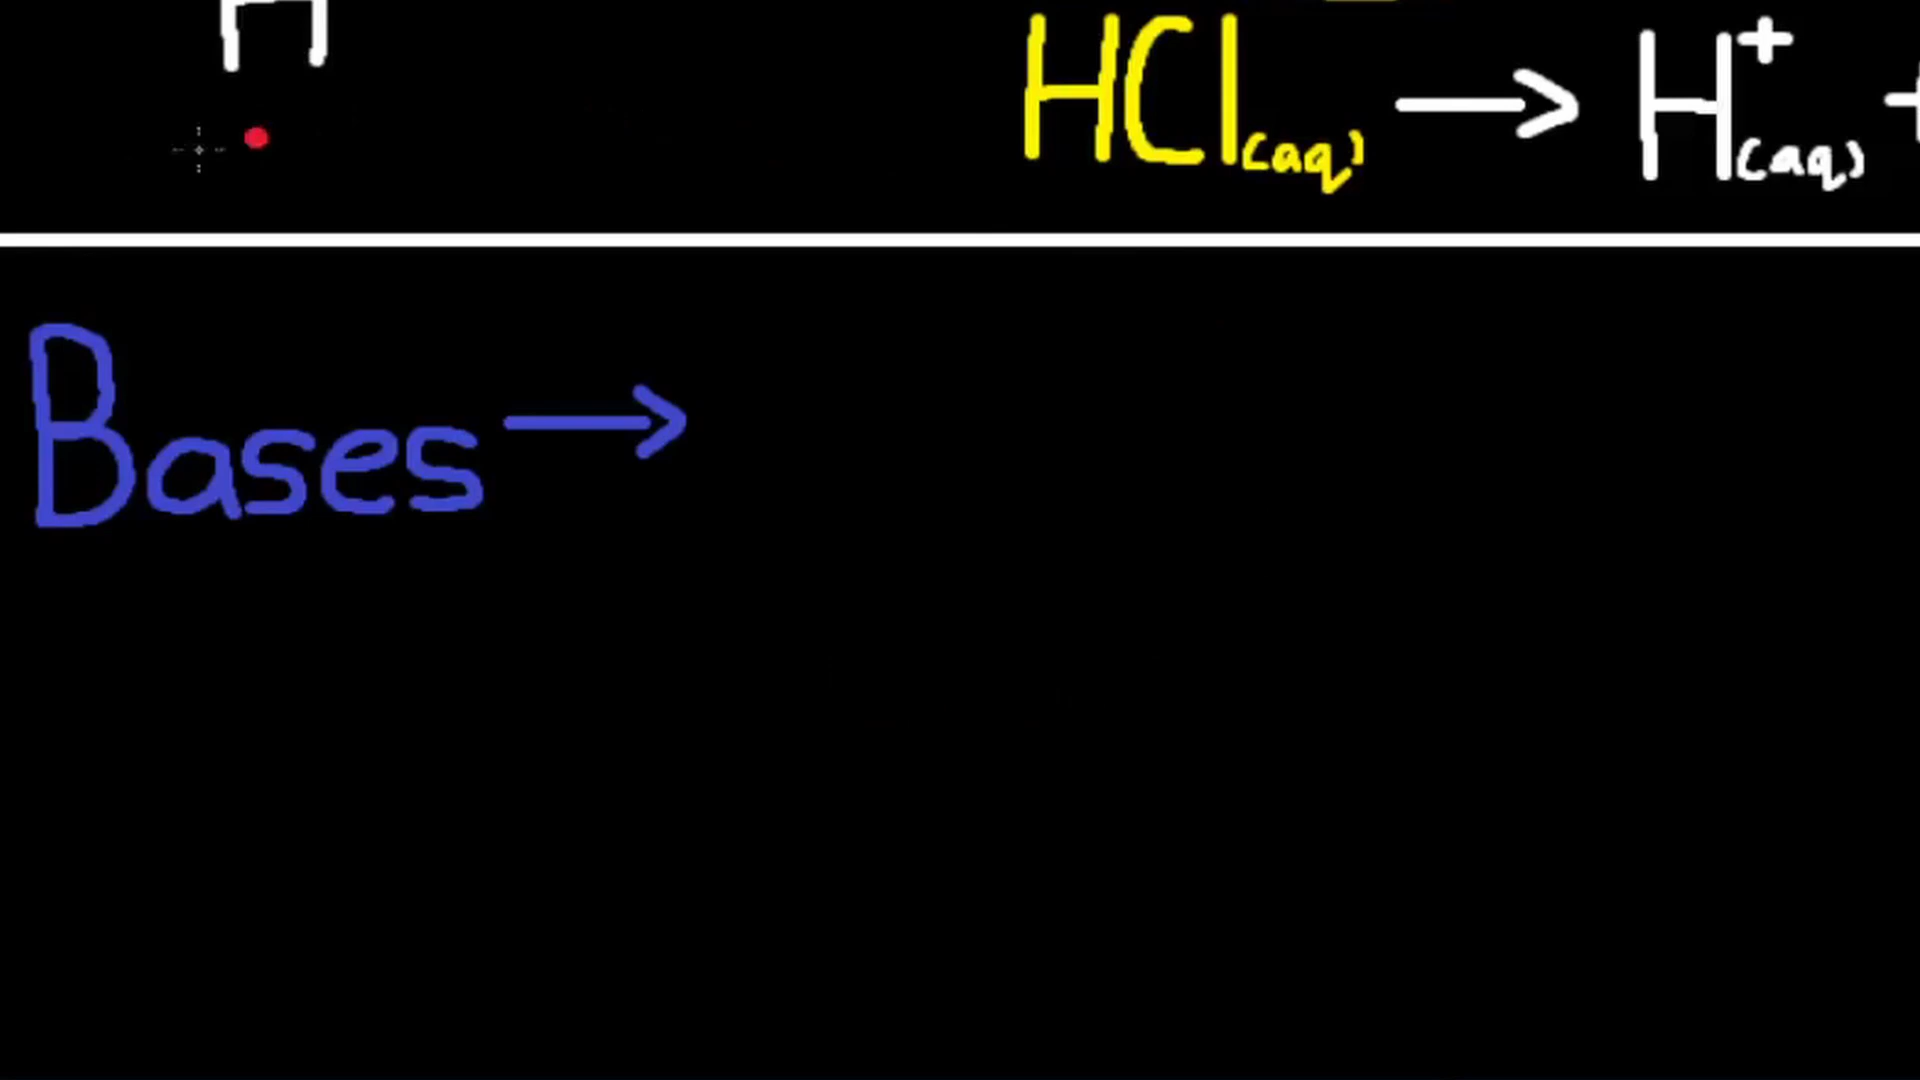 HCl(aq) → H+(aq) +
Bases →